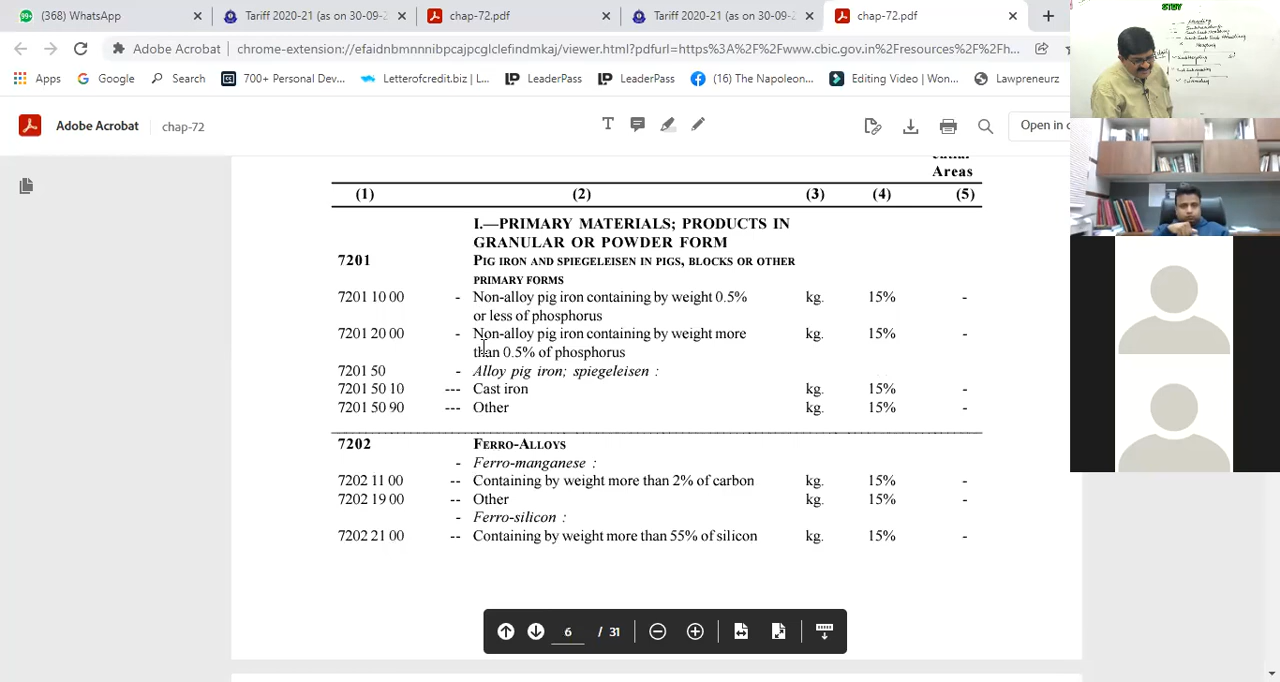 (368) WhatsApp
Tariff 2020-21 (as on 30-09-2
chap-72.pdf
Tariff 2020-21 (as on 30-09-2
chap-72.pdf
Adobe Acrobat
chrome-extension://efaidnbmnnnibpcajpcglclefindmkaj/viewer.html?pdfurl=https%3A%2F%2Fwww.cbic.gov.in%2Fresources%2F%2Fh...
Apps
Google
Search
700+ Personal Dev...
Letterofcredit.biz | L...
LeaderPass
LeaderPass
(16) The Napoleon...
Editing Video | Won...
Lawpreneurz
Adobe Acrobat
chap-72
Open in
Areas
(1) (2) (3) (4) (5)
I.—PRIMARY MATERIALS; PRODUCTS IN
GRANULAR OR POWDER FORM
7201 PIG IRON AND SPIEGELEISEN IN PIGS, BLOCKS OR OTHER
PRIMARY FORMS
7201 10 00 - Non-alloy pig iron containing by weight 0.5% kg. 15% -
or less of phosphorus
7201 20 00 - Non-alloy pig iron containing by weight more kg. 15% -
than 0.5% of phosphorus
7201 50 - Alloy pig iron; spiegeleisen :
7201 50 10 --- Cast iron kg. 15% -
7201 50 90 --- Other kg. 15% -
7202 FERRO-ALLOYS
- Ferro-manganese :
7202 11 00 -- Containing by weight more than 2% of carbon kg. 15% -
7202 19 00 -- Other kg. 15% -
- Ferro-silicon :
7202 21 00 -- Containing by weight more than 55% of silicon kg. 15% -
6 / 31